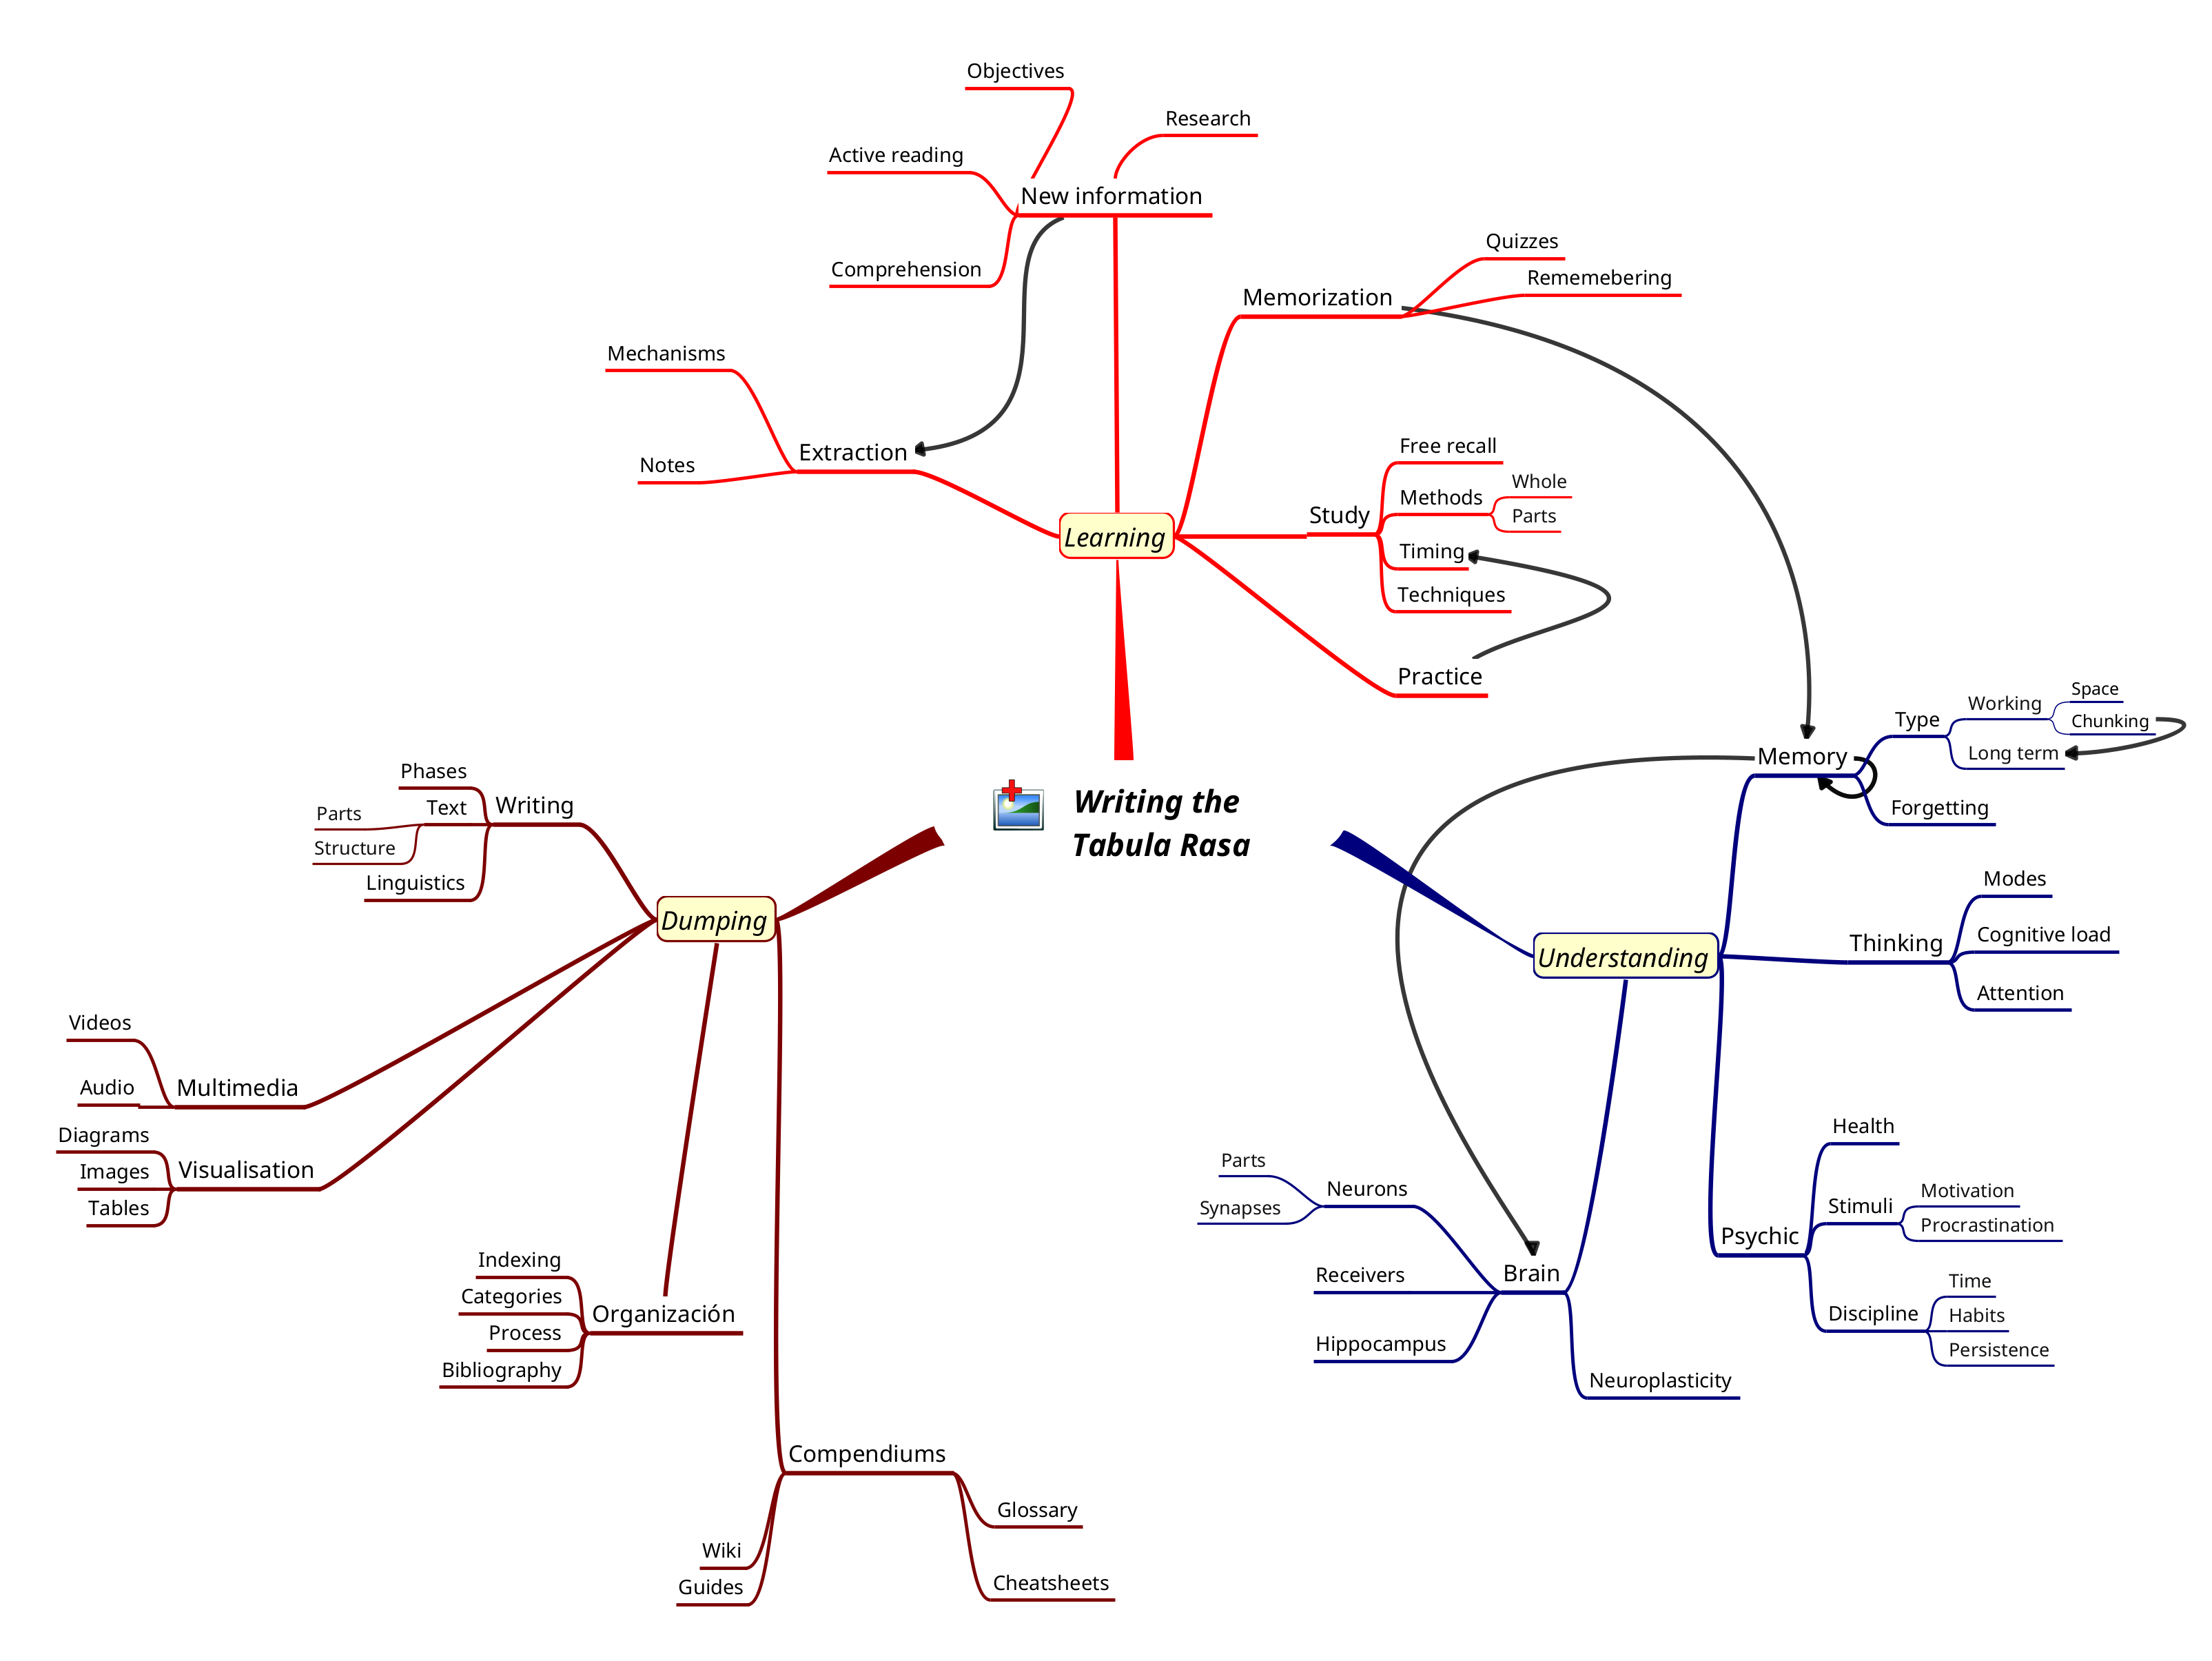 Objectives
Research
Active reading
New information
Comprehension
Quizzes
Rememebering
Memorization
Mechanisms
Extraction
Notes
Learning
Free recall
Whole
Methods
Parts
Study
Timing
Techniques
Practice
Writing the
Tabula Rasa
Space
Working
Chunking
Type
Long term
Memory
Forgetting
Modes
Thinking
Cognitive load
Attention
Understanding
Health
Motivation
Stimuli
Procrastination
Psychic
Time
Discipline
Habits
Persistence
Parts
Neurons
Synapses
Receivers
Brain
Hippocampus
Neuroplasticity
Phases
Parts
Text
Writing
Structure
Linguistics
Dumping
Videos
Audio
Multimedia
Diagrams
Images
Visualisation
Tables
Indexing
Categories
Organización
Process
Bibliography
Compendiums
Glossary
Wiki
Guides
Cheatsheets